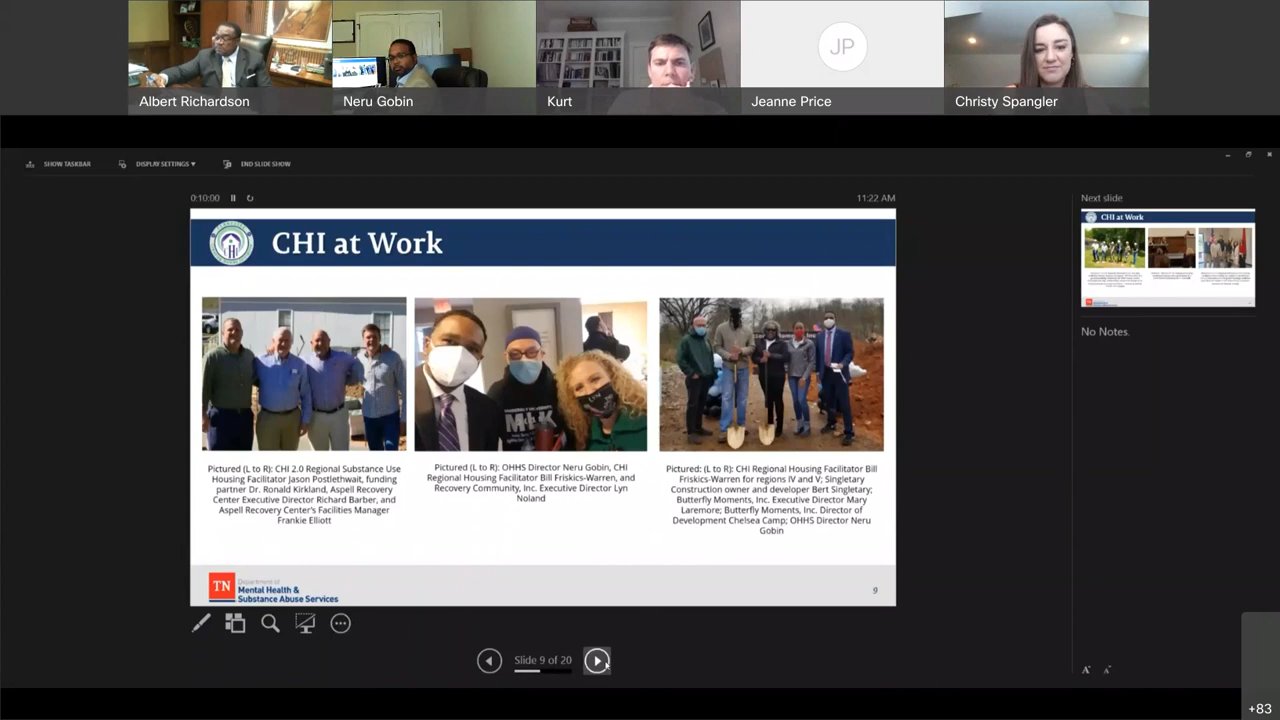 JP
Albert Richardson
Neru Gobin
Kurt
Jeanne Price
Christy Spangler
SHOW TASKBAR
DISPLAY SETTINGS ▾
END SLIDE SHOW
0:10:00
11:22 AM
Next slide
CHI at Work
CHI at Work
MLK
Pictured (L to R): CHI 2.0 Regional Substance Use
Housing Facilitator Jason Postlethwait, funding
partner Dr. Ronald Kirkland, Aspell Recovery
Center Executive Director Richard Barber, and
Aspell Recovery Center's Facilities Manager
Frankie Elliott
Pictured (L to R): OHHS Director Neru Gobin, CHI
Regional Housing Facilitator Bill Friskics-Warren, and
Recovery Community, Inc. Executive Director Lyn
Noland
Pictured: (L to R): CHI Regional Housing Facilitator Bill
Friskics-Warren for regions IV and V; Singletary
Construction owner and developer Bert Singletary;
Butterfly Moments, Inc. Executive Director Mary
Laremore; Butterfly Moments, Inc. Director of
Development Chelsea Camp; OHHS Director Neru
Gobin
No Notes.
TN
Department of
Mental Health &
Substance Abuse Services
9
Slide 9 of 20
A
A
+83